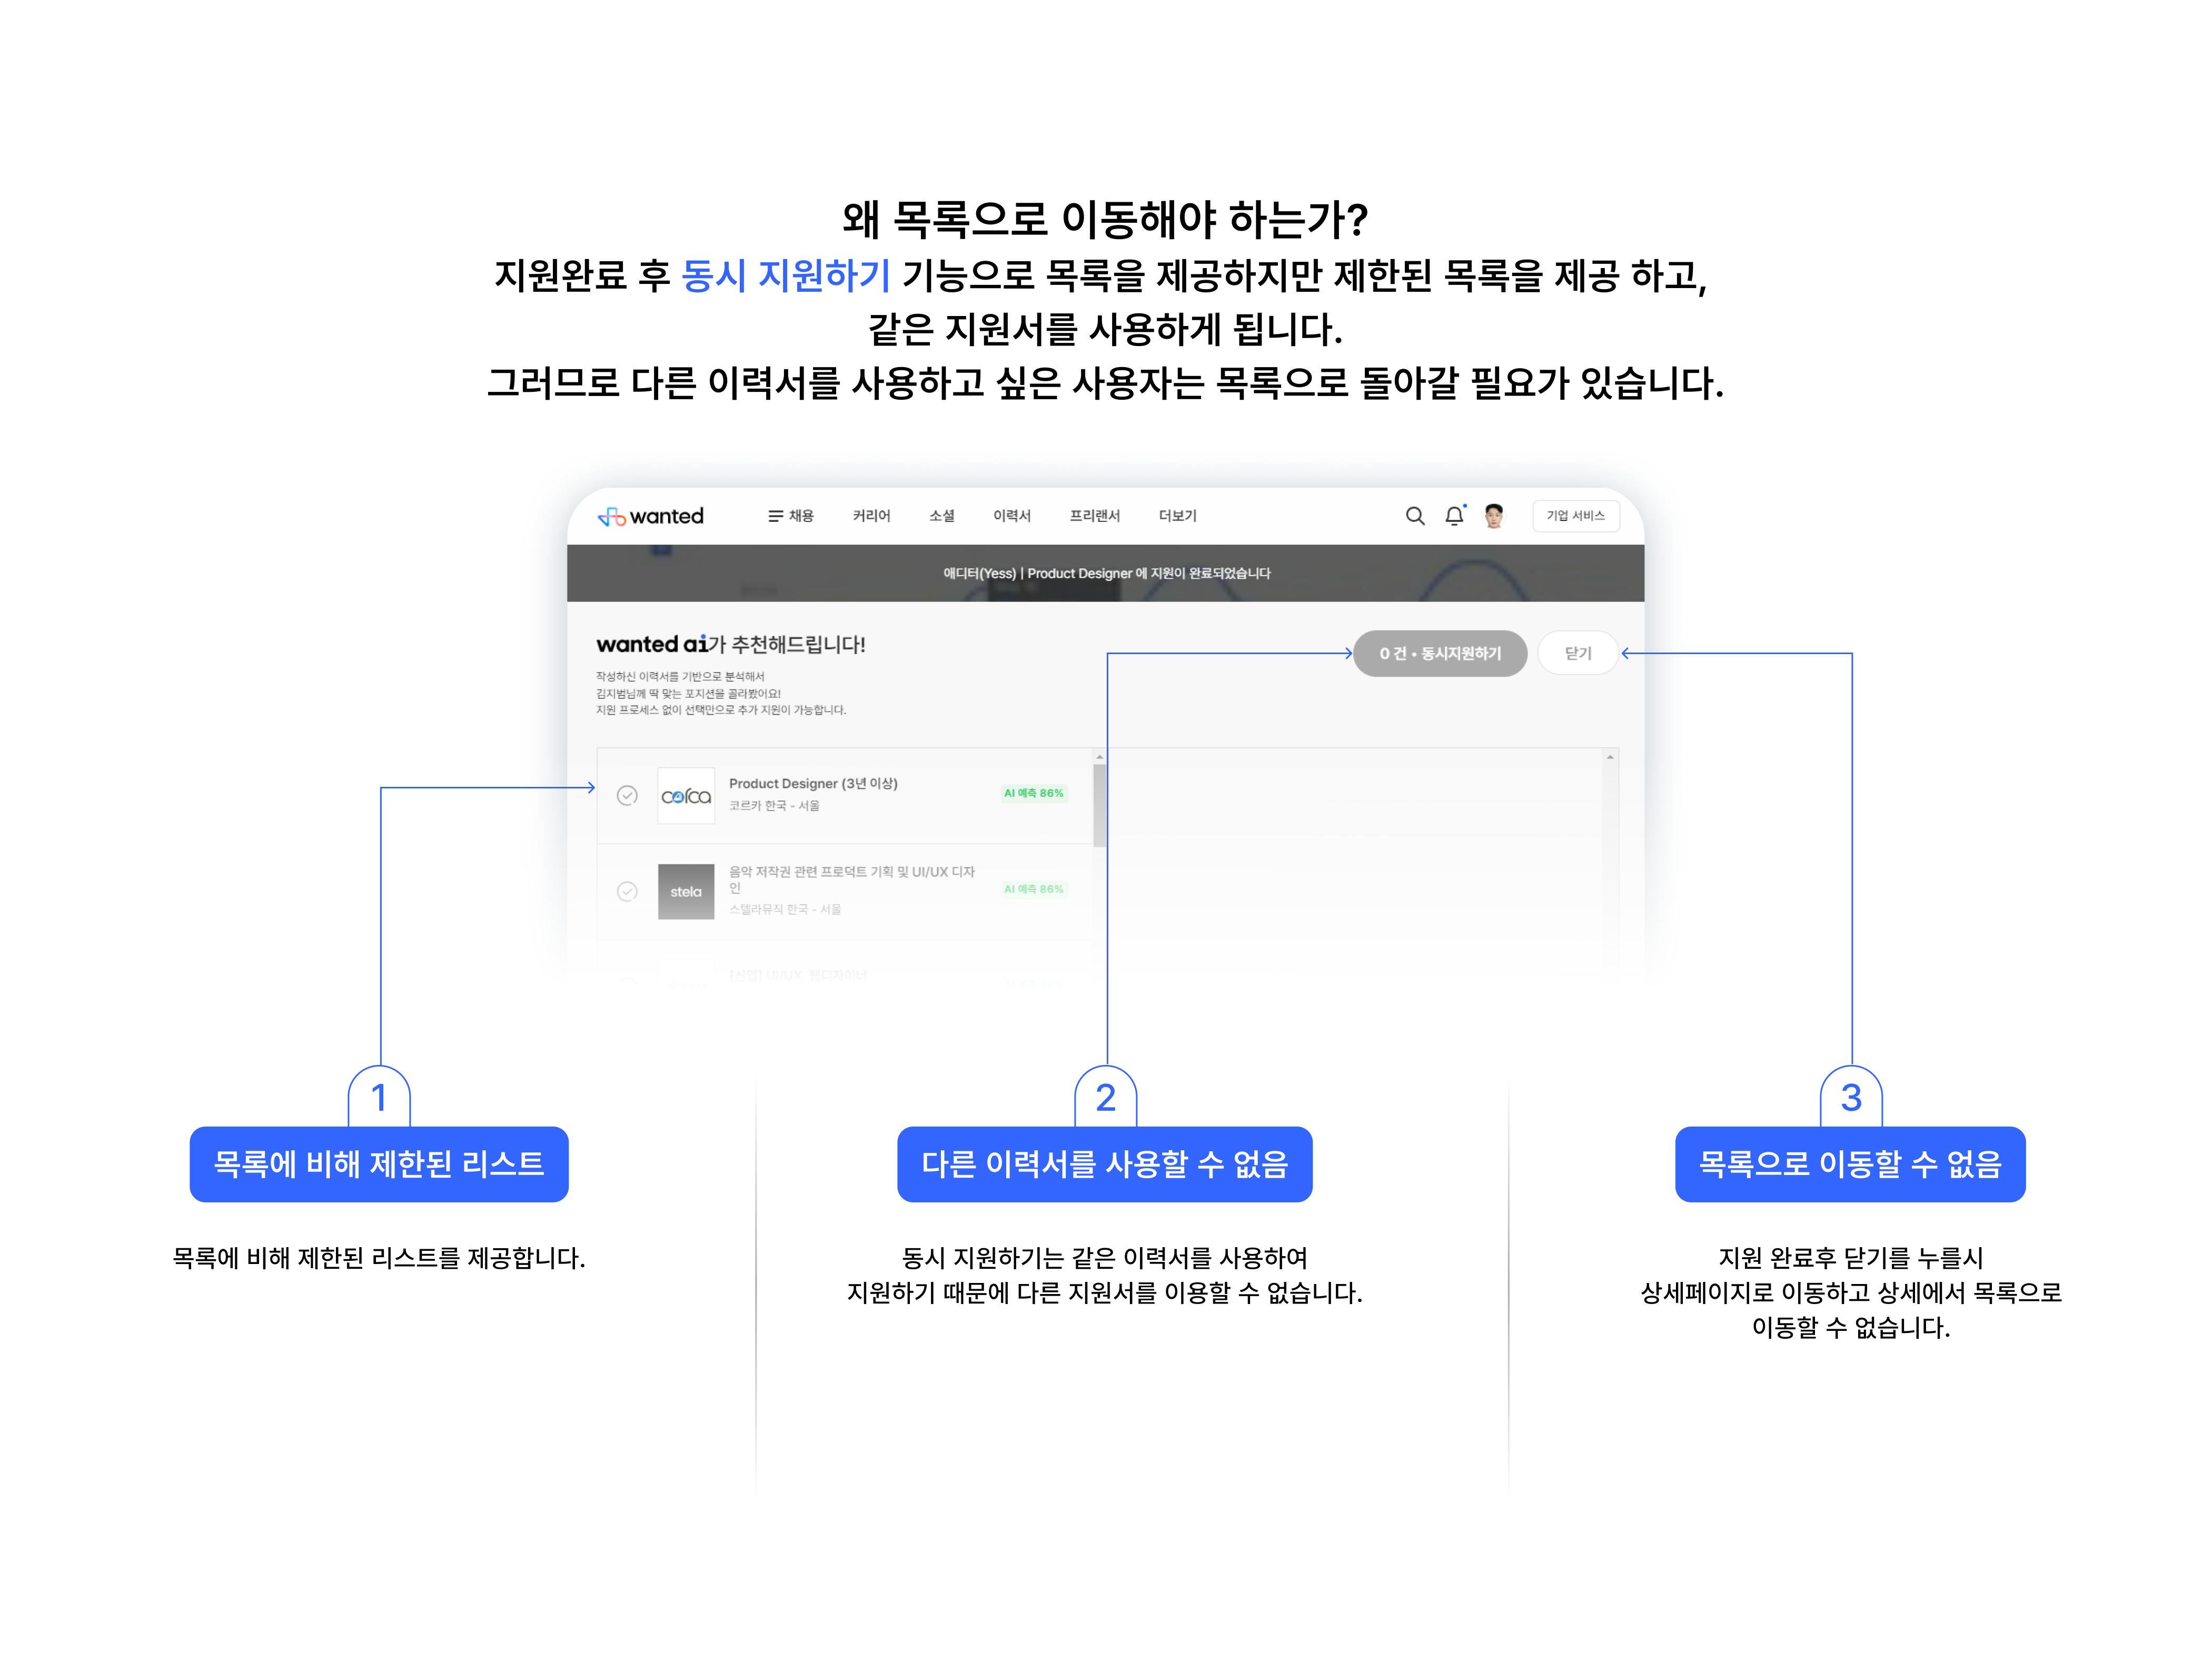 왜 목록으로 이동해야 하는가?
지원완료 후 동시 지원하기 기능으로 목록을 제공하지만 제한된 목록을 제공 하고,
같은 지원서를 사용하게 됩니다.
그러므로 다른 이력서를 사용하고 싶은 사용자는 목록으로 돌아갈 필요가 있습니다.
wanted 채용 커리어 소셜 이력서 프리랜서 더보기 기업 서비스
애디터(Yess) | Product Designer 에 지원이 완료되었습니다
wanted ai가 추천해드립니다!
0 건 • 동시지원하기 닫기
작성하신 이력서를 기반으로 분석해서
김지범님께 딱 맞는 포지션을 골라봤어요!
지원 프로세스 없이 선택만으로 추가 지원이 가능합니다.
corca
Product Designer (3년 이상)
코르카 한국 - 서울
AI 예측 86%
stela
음악 저작권 관련 프로덕트 기획 및 UI/UX 디자
인
스텔라뮤직 한국 - 서울
AI 예측 86%
[신입] UI/UX, 웹디자이너
1
목록에 비해 제한된 리스트
목록에 비해 제한된 리스트를 제공합니다.
2
다른 이력서를 사용할 수 없음
동시 지원하기는 같은 이력서를 사용하여
지원하기 때문에 다른 지원서를 이용할 수 없습니다.
3
목록으로 이동할 수 없음
지원 완료후 닫기를 누를시
상세페이지로 이동하고 상세에서 목록으로
이동할 수 없습니다.